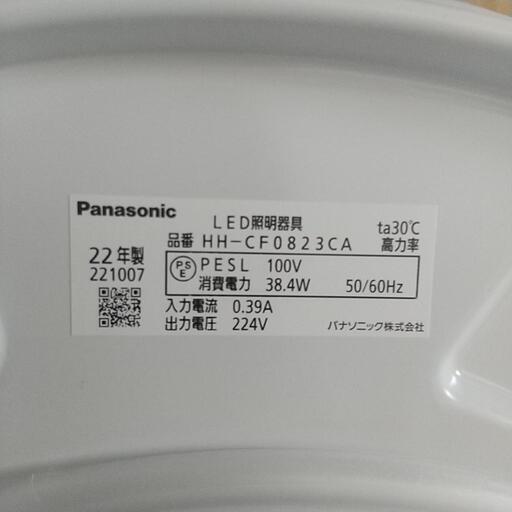 Panasonic
LED照明器具
ta30℃
品番 HH-CF0823CA
高力率
22年製
221007
PSE PESL 100V
消費電力 38.4W 50/60Hz
入力電流 0.39A
出力電圧 224V
パナソニック株式会社